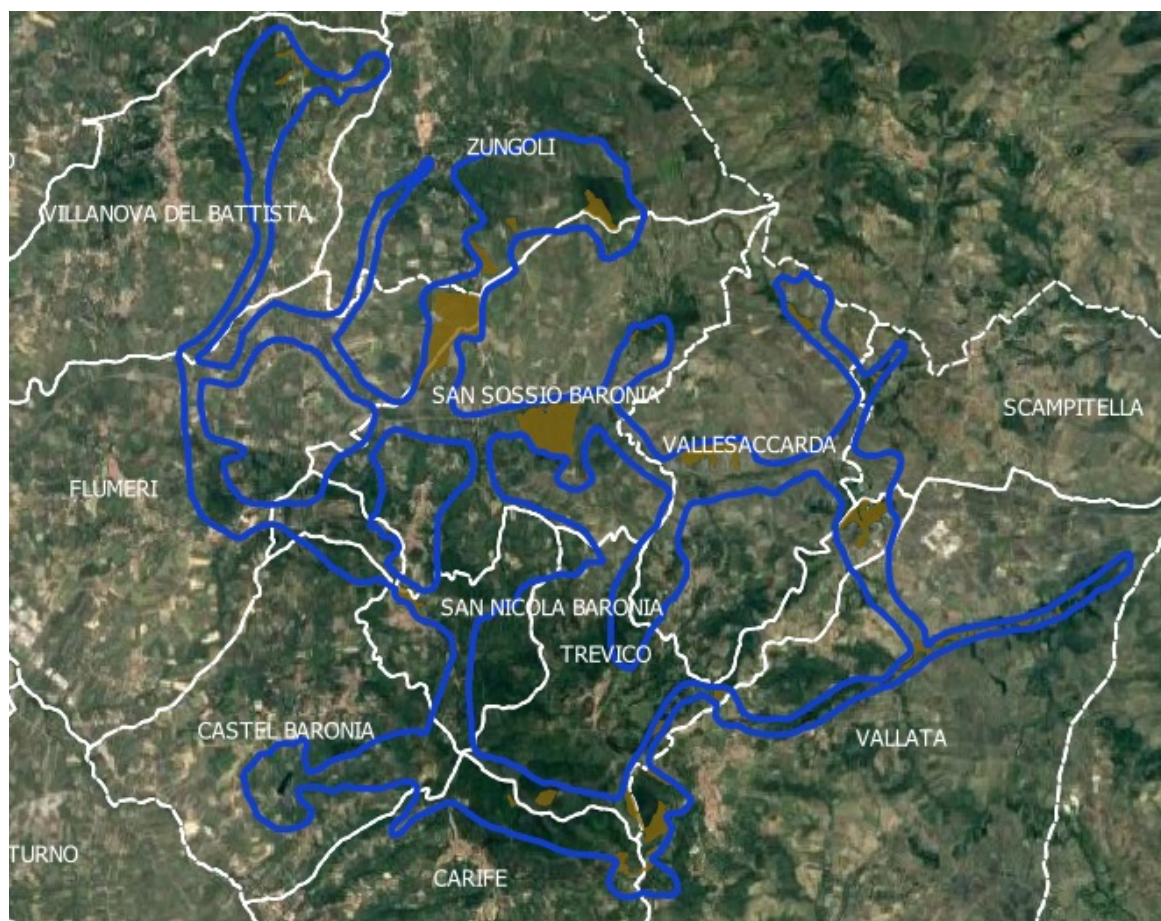 ZUNGOLI
VILLANOVA DEL BATTISTA
SAN SOSSIO BARONIA
SCAMPITELLA
VALLESACCARDA
FLUMERI
SAN NICOLA BARONIA
TREVICO
CASTEL BARONIA
VALLATA
TURNO
CARIFE